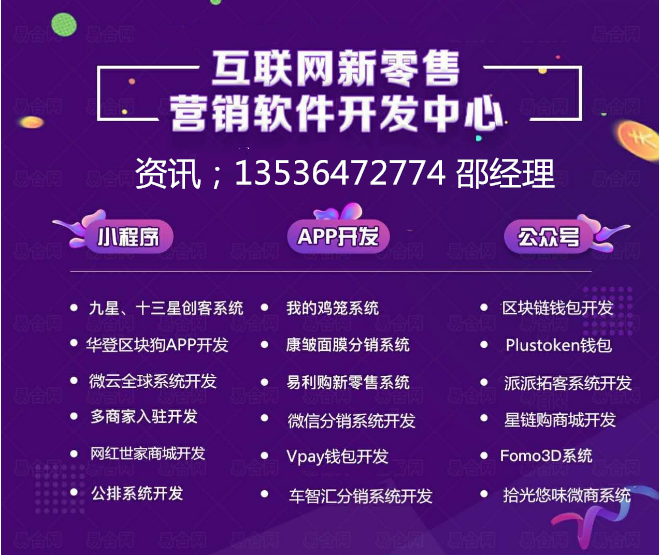 互联网新零售
营销软件开发中心
资讯；13536472774 邵经理
小程序
APP开发
公众号
九星、十三星创客系统
我的鸡笼系统
区块链钱包开发
华登区块狗APP开发
康皱面膜分销系统
Plustoken钱包
微云全球系统开发
易利购新零售系统
派派拓客系统开发
多商家入驻开发
微信分销系统开发
星链购商城开发
网红世家商城开发
Vpay钱包开发
Fomo3D系统
公排系统开发
车智汇分销系统开发
拾光悠味微商系统